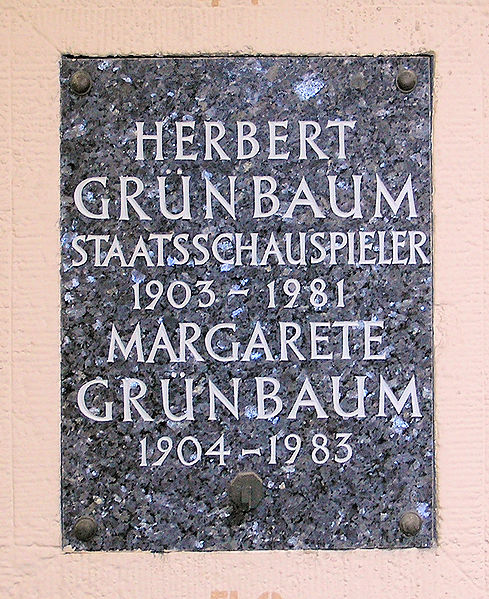 HERBERT
GRÜNBAUM
STAATSSCHAUSPIELER
1903 – 1981
MARGARETE
GRÜNBAUM
1904 – 1983